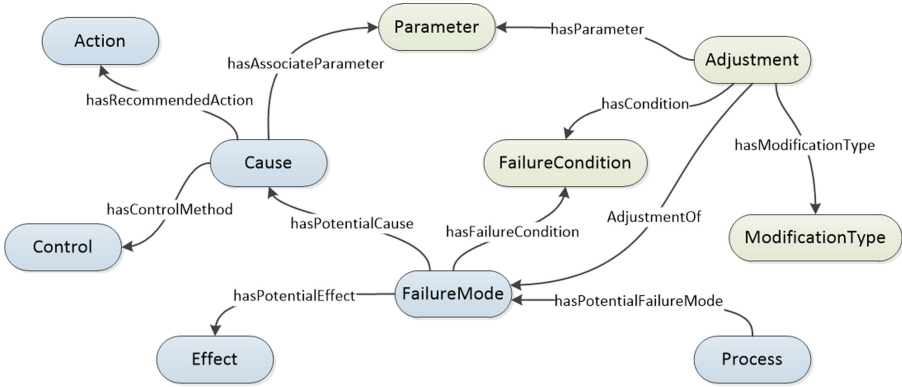 Parameter
hasParameter
Action
Adjustment
hasAssociateParameter
hasRecommendedAction
hasCondition
hasModificationType
Cause
FailureCondition
hasControlMethod
AdjustmentOf
hasPotentialCause
hasFailureCondition
ModificationType
Control
FailureMode
hasPotentialEffect
hasPotentialFailureMode
Effect
Process